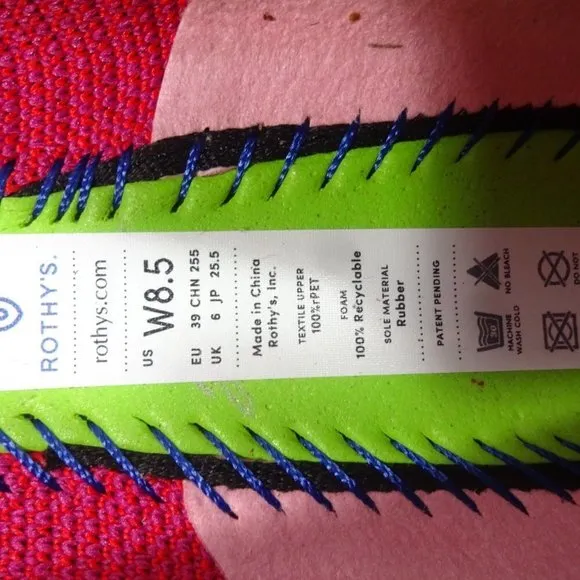 ROTHY'S.
rothys.com
US W8.5
EU 39 CHN 255
UK 6 JP 25.5
Made in China
Rothy's, Inc.
TEXTILE UPPER
100% rPET
FOAM
100% Recyclable
SOLE MATERIAL
Rubber
PATENT PENDING
NO BLEACH
MACHINE
WASH COLD
DO NOT